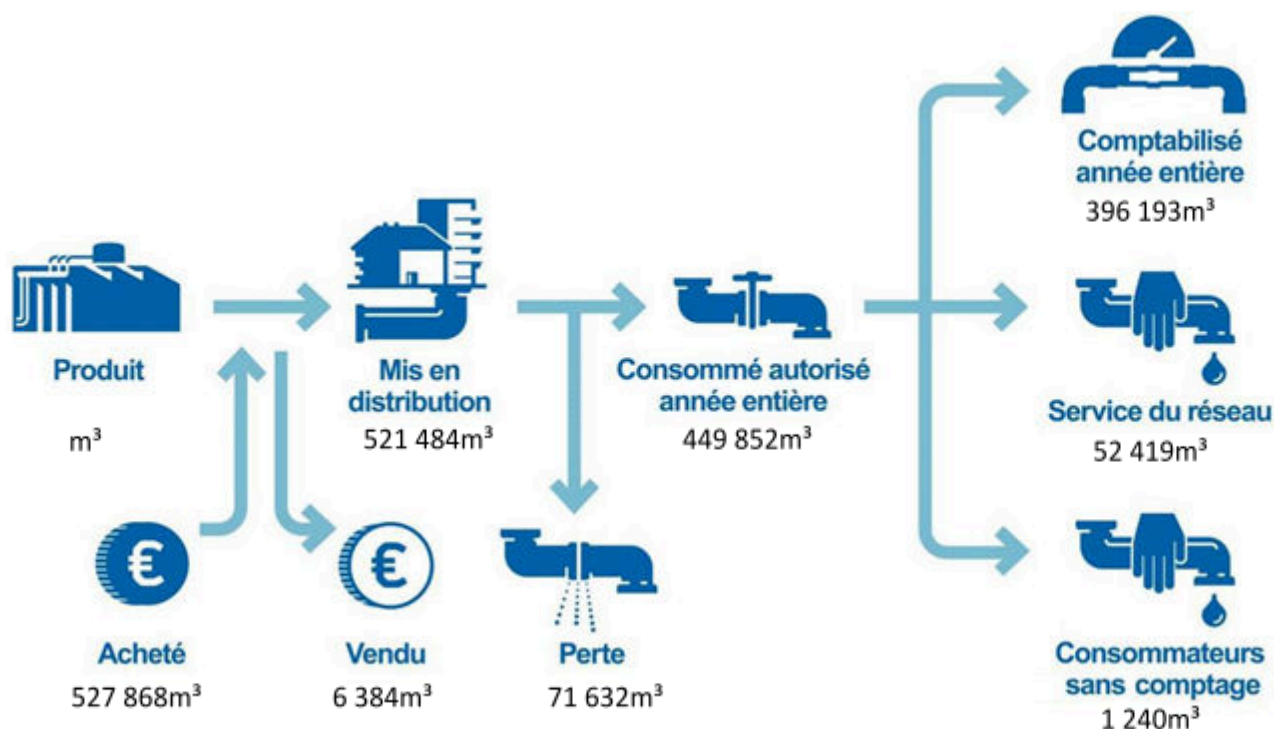 Comptabilisé
année entière
396 193m³
Produit
m³
Mis en
distribution
521 484m³
Consommé autorisé
année entière
449 852m³
Service du réseau
52 419m³
€
Acheté
527 868m³
€
Vendu
6 384m³
Perte
71 632m³
Consommateurs
sans comptage
1 240m³